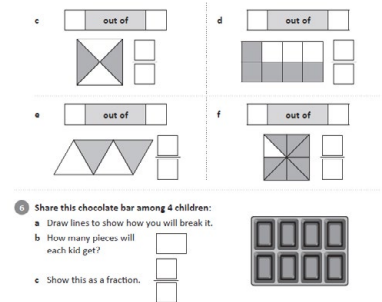 c out of
d out of
e out of
f out of
6 Share this chocolate bar among 4 children:
a Draw lines to show how you will break it.
b How many pieces will
each kid get?
c Show this as a fraction.